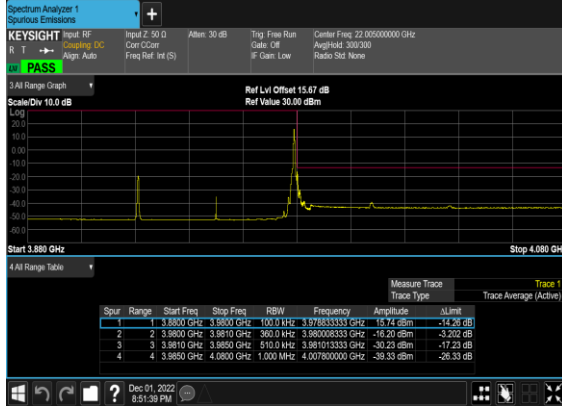 Spectrum Analyzer 1
Spurious Emissions
+
KEYSIGHT Input: RF Input Z: 50 Ω Atten: 30 dB Trig: Free Run Center Freq: 22.005000000 GHz
R T Coupling: DC Corr CCorr Gate: Off Avg|Hold: 300/300
Align: Auto Freq Ref: Int (S) IF Gain: Low Radio Std: None
LXI PASS
3 All Range Graph Ref Lvl Offset 15.67 dB
Scale/Div 10.0 dB Ref Value 30.00 dBm
Log
20.0
10.0
0.00
-10.0
-20.0
-30.0
-40.0
-50.0
-60.0
Start 3.880 GHz Stop 4.080 GH
4 All Range Table
Measure Trace Trace 1
Trace Type Trace Average (Active)
Spur Range Start Freq Stop Freq RBW Frequency Amplitude ΔLimit
1 1 3.8800 GHz 3.9800 GHz 100.0 kHz 3.978833333 GHz 15.74 dBm -14.26 dB
2 2 3.9800 GHz 3.9810 GHz 360.0 kHz 3.980008333 GHz -16.20 dBm -3.202 dB
3 3 3.9810 GHz 3.9850 GHz 510.0 kHz 3.981013333 GHz -30.23 dBm -17.23 dB
4 4 3.9850 GHz 4.0800 GHz 1.000 MHz 4.007800000 GHz -39.33 dBm -26.33 dB
? Dec 01, 2022
8:51:39 PM